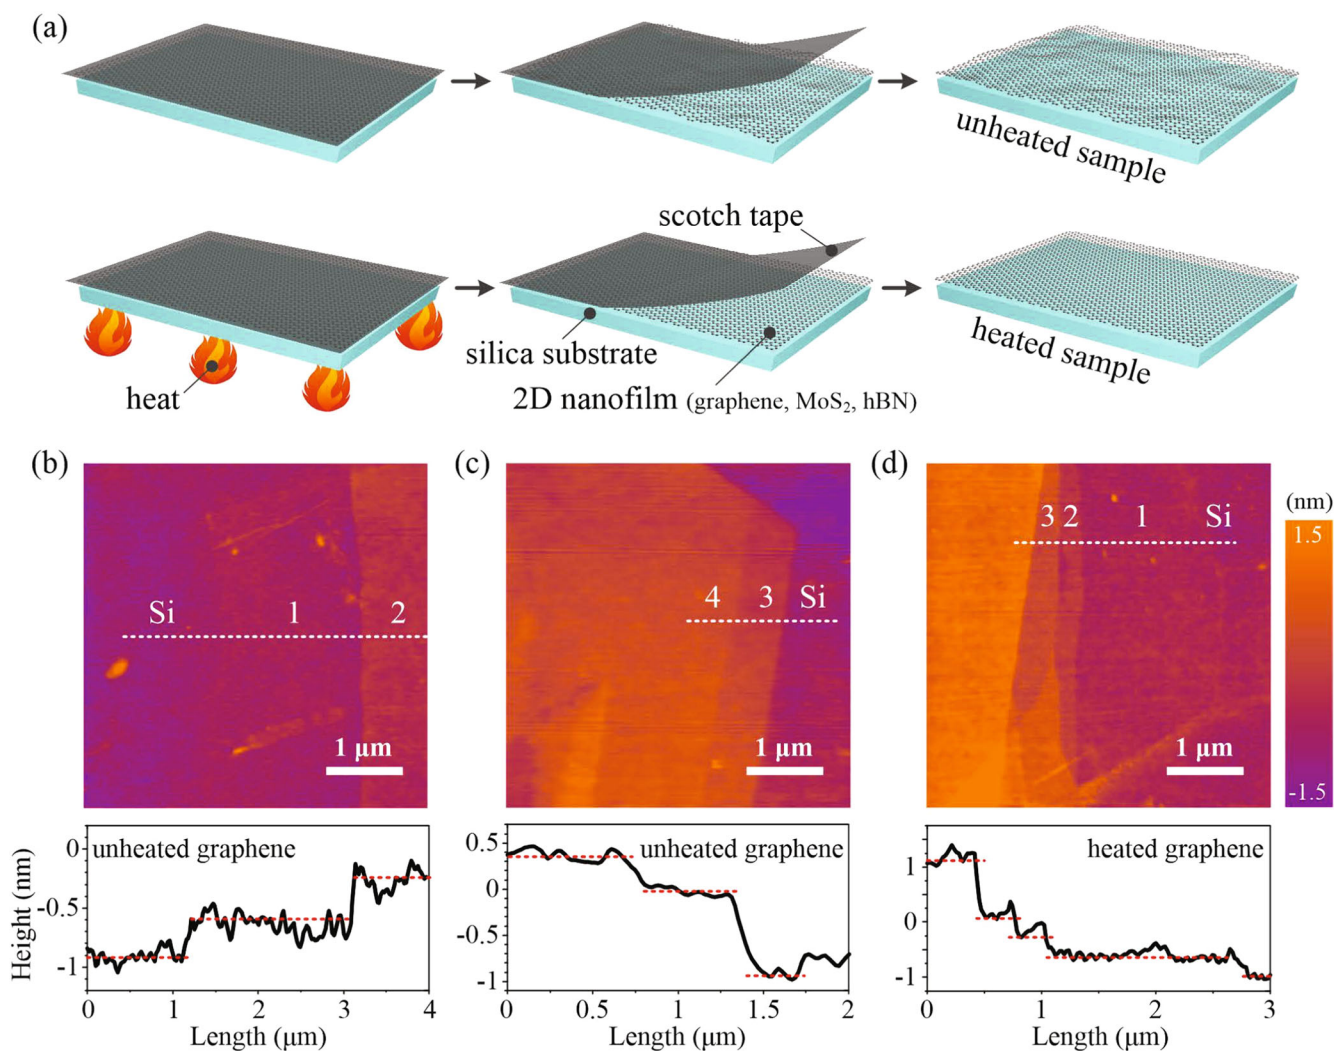 (a)
unheated sample
scotch tape
silica substrate
heat
2D nanofilm (graphene, MoS₂, hBN)
heated sample
(b)
(c)
(d)
(nm)
1.5
-1.5
Si 1 2
1 μm
4 3 Si
1 μm
3 2 1 Si
1 μm
unheated graphene
Height (nm)
0
-0.5
-1
0 1 2 3 4
Length (μm)
unheated graphene
0.5
0
-0.5
-1
0 0.5 1 1.5 2
Length (μm)
heated graphene
1
0
-1
0 1 2 3
Length (μm)